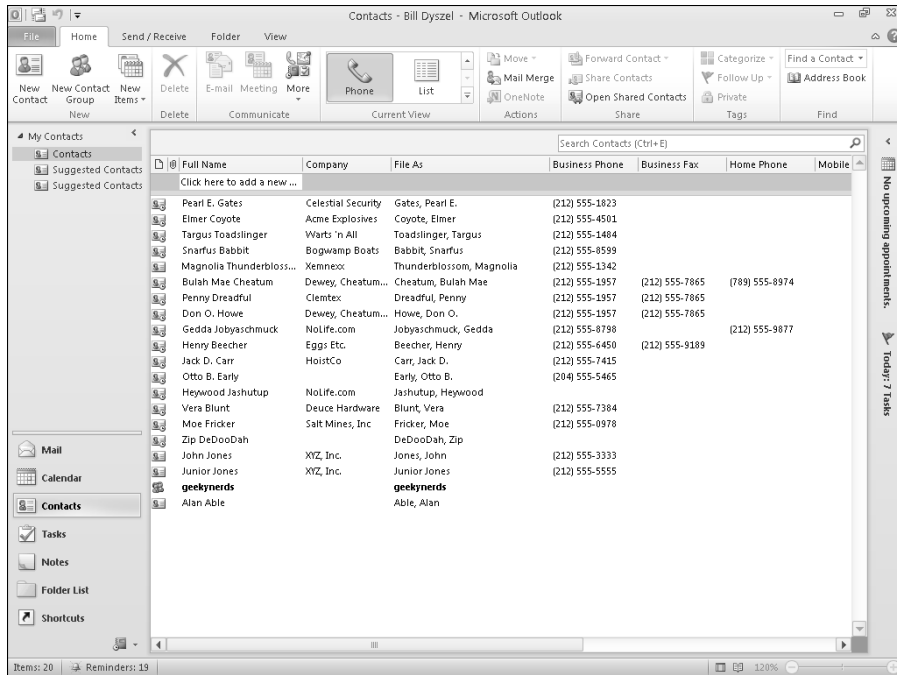 Contacts - Bill Dyszel - Microsoft Outlook
File Home Send / Receive Folder View
New Contact
New Contact Group
New Items
New
Delete
Delete
E-mail Meeting More
Communicate
Phone List
Current View
Move
Mail Merge
OneNote
Actions
Forward Contact
Share Contacts
Open Shared Contacts
Share
Categorize
Follow Up
Private
Tags
Find a Contact
Address Book
Find
My Contacts
Contacts
Suggested Contacts
Suggested Contacts
Search Contacts (Ctrl+E)
Full Name Company File As Business Phone Business Fax Home Phone Mobile
Click here to add a new ...
Pearl E. Gates Celestial Security Gates, Pearl E. (212) 555-1823
Elmer Coyote Acme Explosives Coyote, Elmer (212) 555-4501
Targus Toadslinger Warts 'n All Toadslinger, Targus (212) 555-1484
Snarfus Babbit Bogwamp Boats Babbit, Snarfus (212) 555-8599
Magnolia Thunderbloss... Xemnexx Thunderblossom, Magnolia (212) 555-1342
Bulah Mae Cheatum Dewey, Cheatum... Cheatum, Bulah Mae (212) 555-1957 (212) 555-7865 (789) 555-8974
Penny Dreadful Clemtex Dreadful, Penny (212) 555-1957 (212) 555-7865
Don O. Howe Dewey, Cheatum... Howe, Don O. (212) 555-1957 (212) 555-7865
Gedda Jobyaschmuck NoLife.com Jobyaschmuck, Gedda (212) 555-8798 (212) 555-9877
Henry Beecher Eggs Etc. Beecher, Henry (212) 555-6450 (212) 555-9189
Jack D. Carr HoistCo Carr, Jack D. (212) 555-7415
Otto B. Early Early, Otto B. (204) 555-5465
Heywood Jashutup NoLife.com Jashutup, Heywood
Vera Blunt Deuce Hardware Blunt, Vera (212) 555-7384
Moe Fricker Salt Mines, Inc Fricker, Moe (212) 555-0978
Zip DeDooDah DeDooDah, Zip
John Jones XYZ, Inc. Jones, John (212) 555-3333
Junior Jones XYZ, Inc. Junior Jones (212) 555-5555
geekynerds geekynerds
Alan Able Able, Alan
Mail
Calendar
Contacts
Tasks
Notes
Folder List
Shortcuts
No upcoming appointments.
Today: 7 Tasks
Items: 20 Reminders: 19 120%